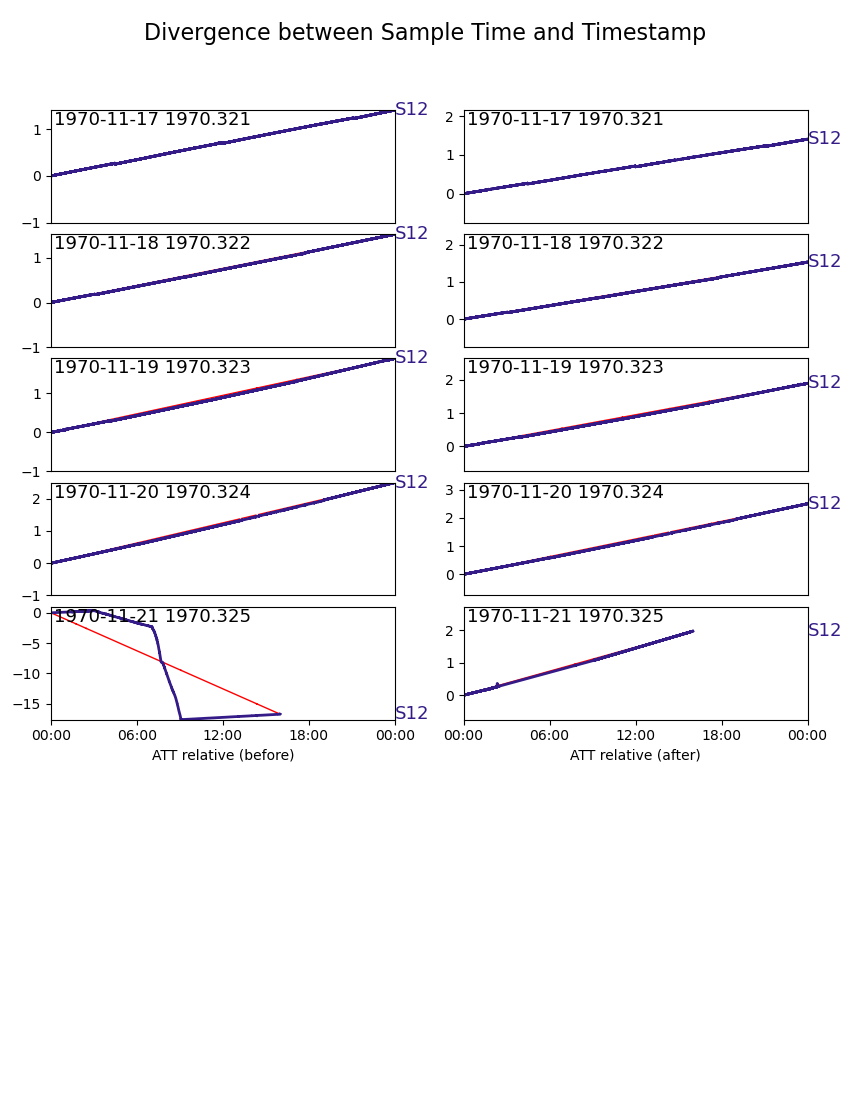 Divergence between Sample Time and Timestamp
1970-11-17 1970.321
S12
1
0
−1
1970-11-17 1970.321
S12
2
1
0
1970-11-18 1970.322
S12
1
0
−1
1970-11-18 1970.322
S12
2
1
0
1970-11-19 1970.323
S12
1
0
−1
1970-11-19 1970.323
S12
2
1
0
1970-11-20 1970.324
S12
2
1
0
−1
1970-11-20 1970.324
S12
3
2
1
0
1970-11-21 1970.325
S12
0
−5
−10
−15
00:00 06:00 12:00 18:00 00:00
ATT relative (before)
1970-11-21 1970.325
S12
2
1
0
00:00 06:00 12:00 18:00 00:00
ATT relative (after)